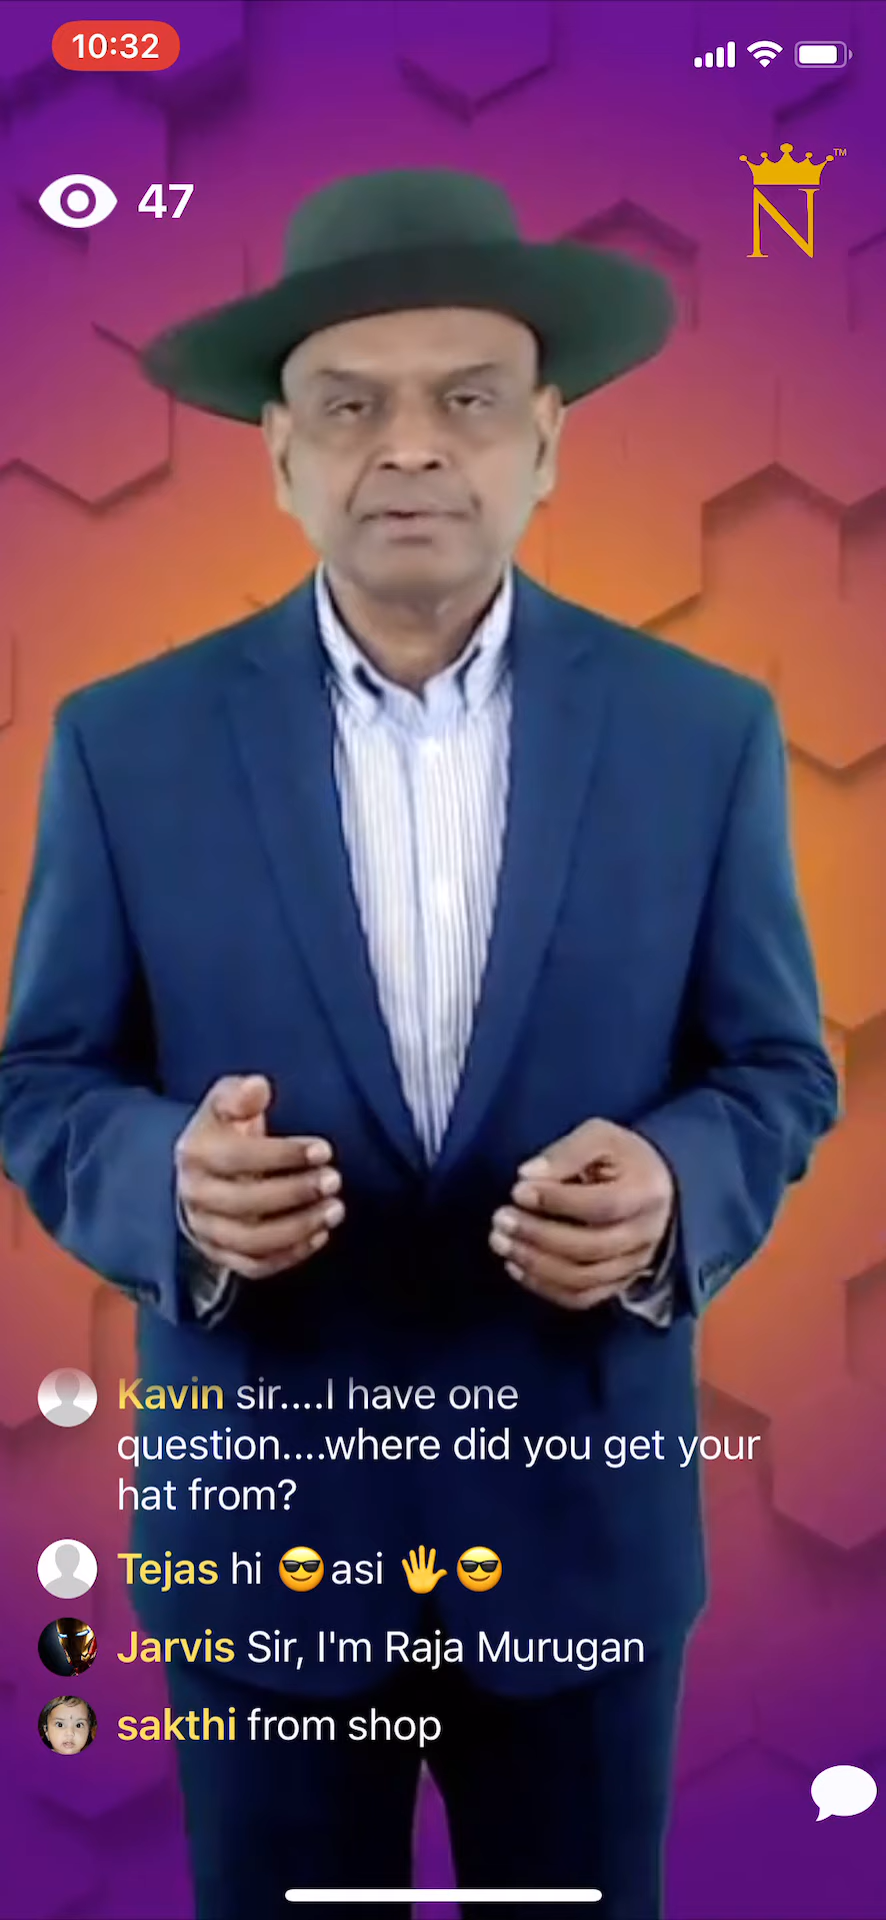 10:32
47
N™
Kavin sir....I have one
question....where did you get your
hat from?
Tejas hi 😎asi 🖐😎
Jarvis Sir, I'm Raja Murugan
sakthi from shop